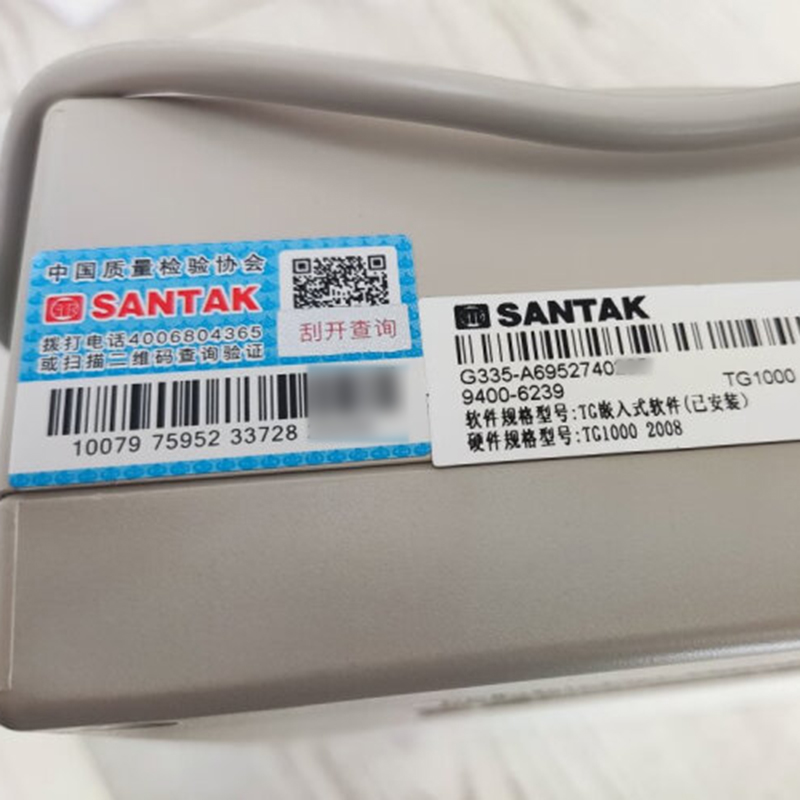 中国质量检验协会
SANTAK
拨打电话4006804365
或扫描二维码查询验证
刮开查询
10079 75952 33728
SANTAK
G335-A6952740
9400-6239
TG1000
软件规格型号:TG嵌入式软件(已安装)
硬件规格型号:TG1000 2008